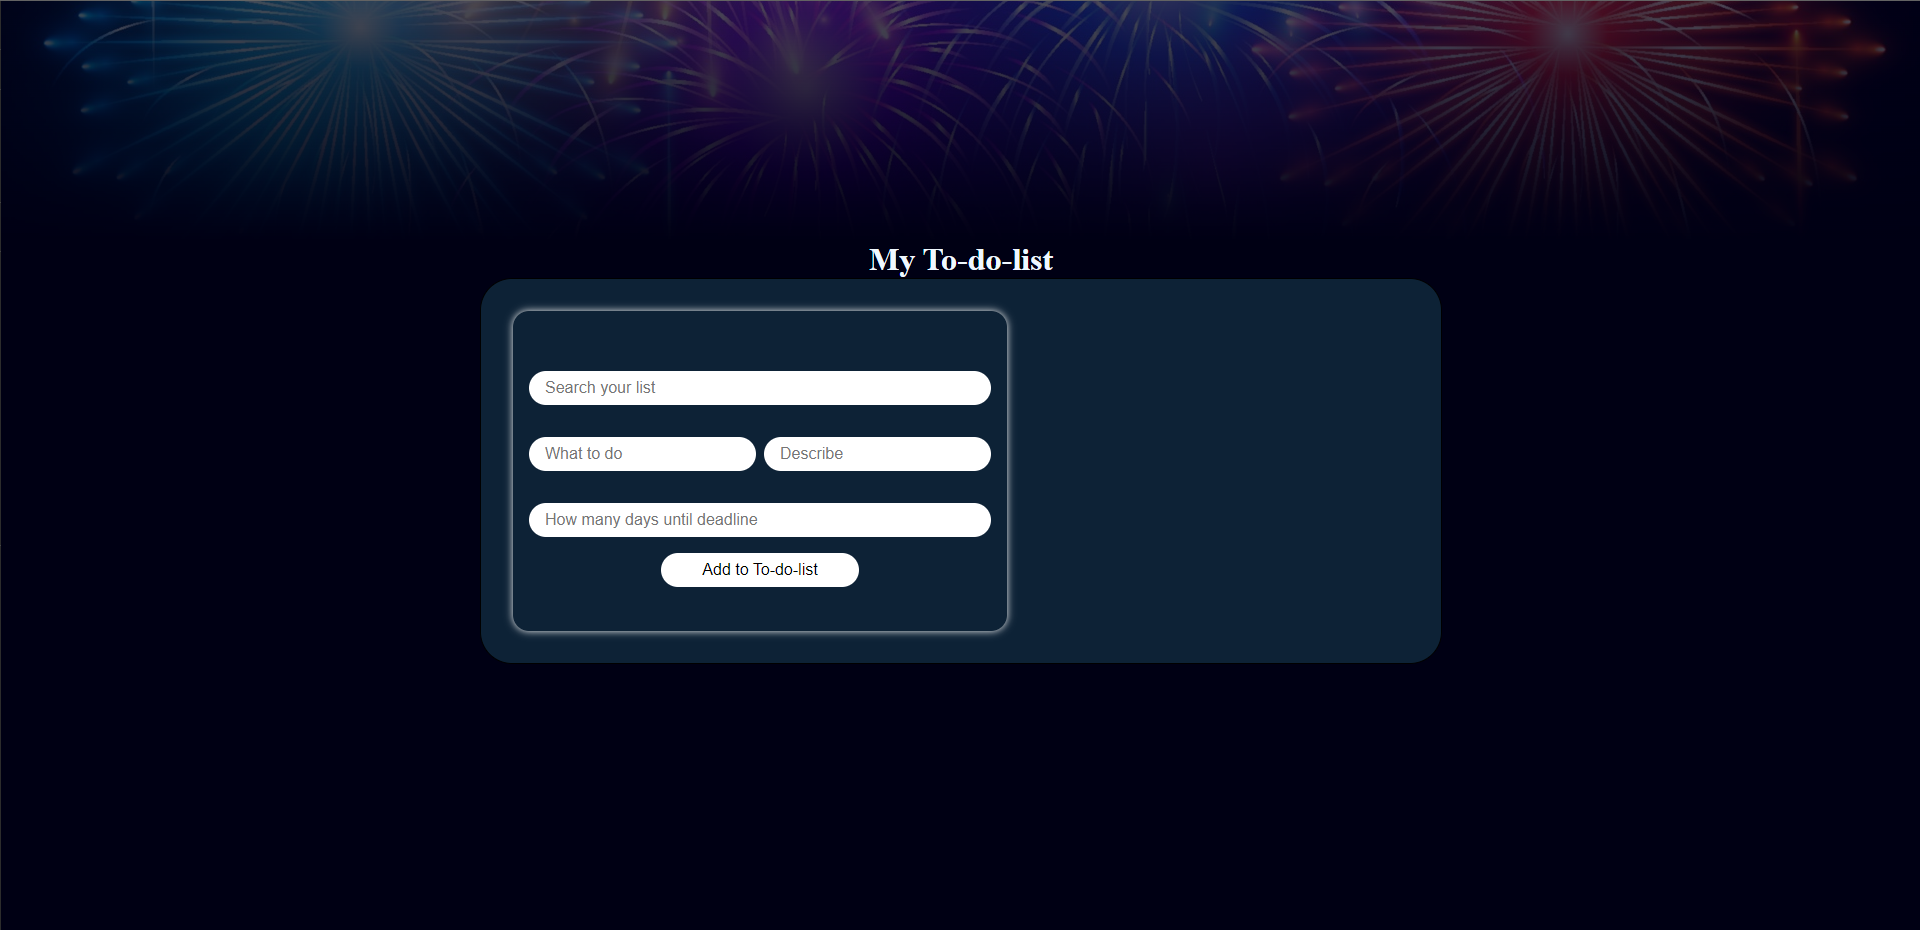 My To-do-list
Search your list
What to do Describe
How many days until deadline
Add to To-do-list